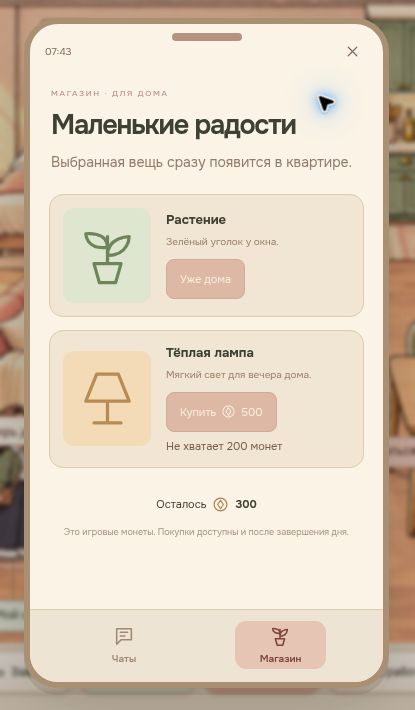 07:43
МАГАЗИН · ДЛЯ ДОМА
Маленькие радости
Выбранная вещь сразу появится в квартире.
Растение
Зелёный уголок у окна.
Уже дома
Тёплая лампа
Мягкий свет для вечера дома.
Купить 500
Не хватает 200 монет
Осталось 300
Это игровые монеты. Покупки доступны и после завершения дня.
Чаты
Магазин